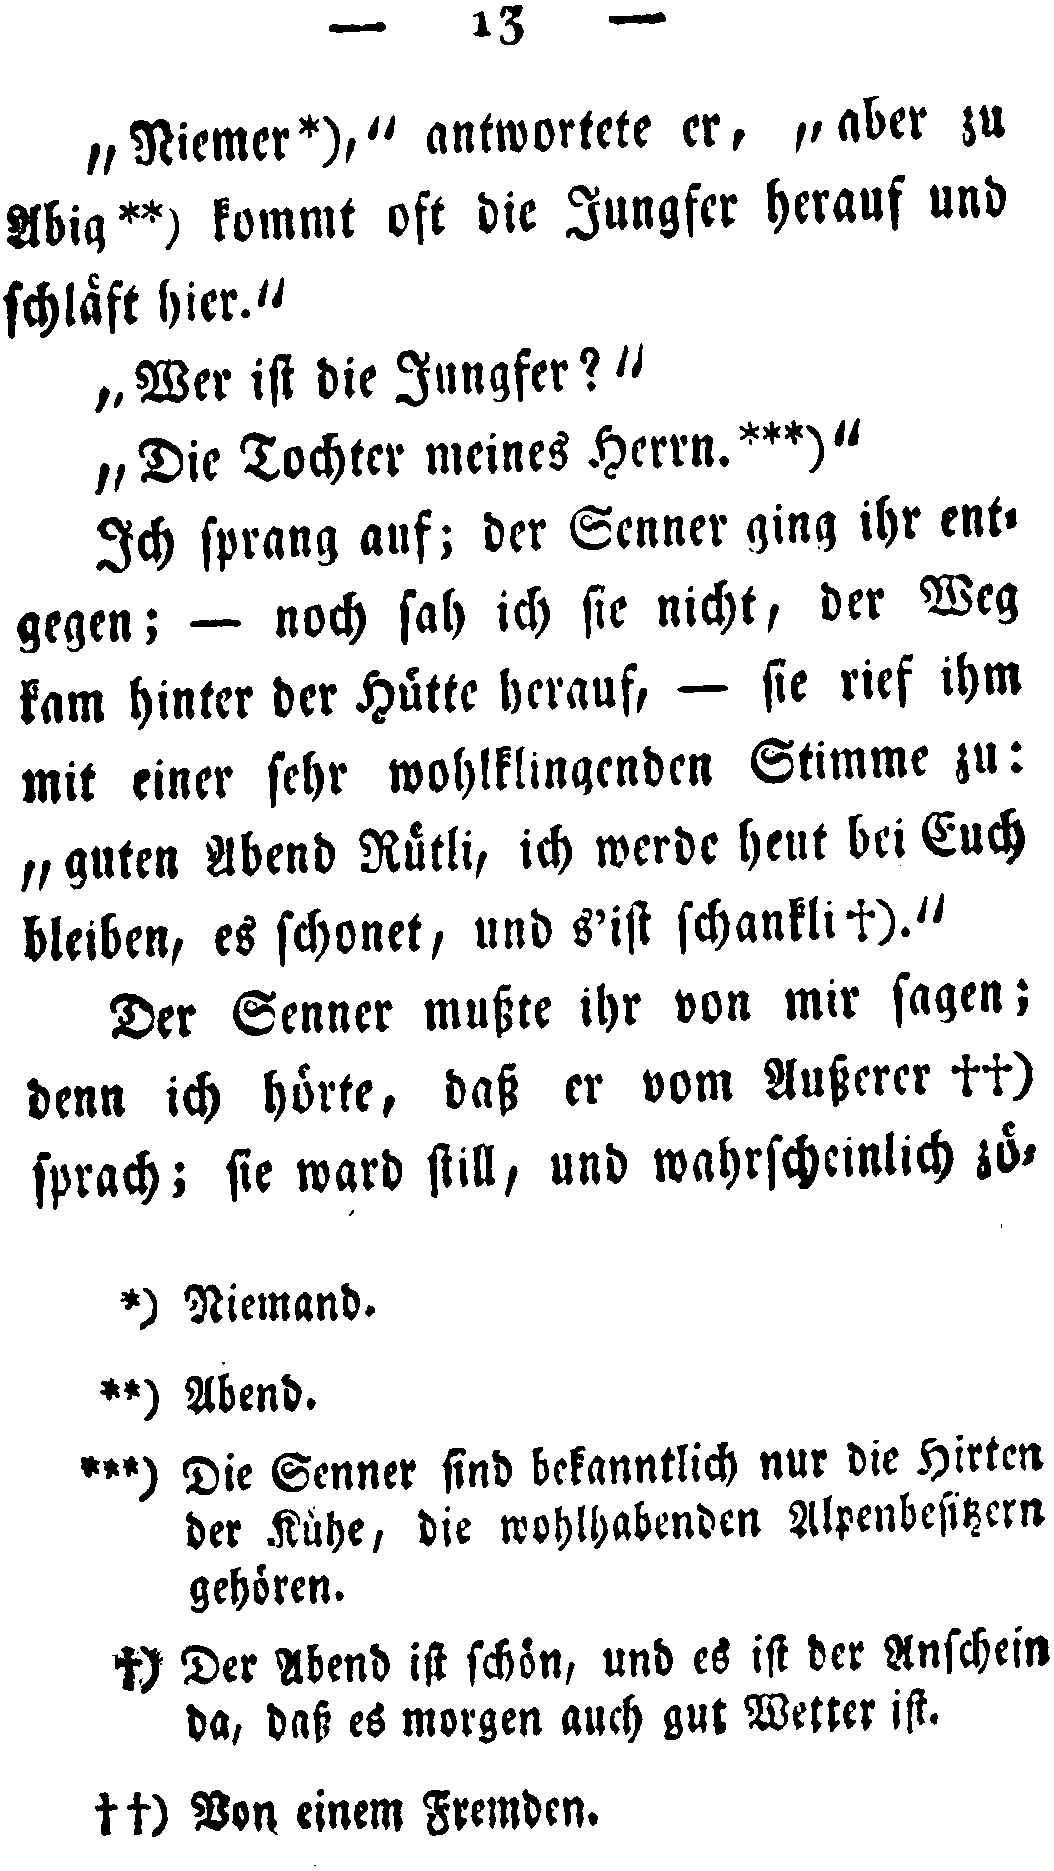 — 13 —
„Niemer*),“ antwortete er, „aber zu
Abig**) kommt oft die Jungfer herauf und
schläft hier.“
„Wer ist die Jungfer?“
„Die Tochter meines Herrn.***)“
Ich sprang auf; der Senner ging ihr ent-
gegen; — noch sah ich sie nicht, der Weg
kam hinter der Hütte herauf, — sie rief ihm
mit einer sehr wohlklingenden Stimme zu:
„guten Abend Rütli, ich werde heut bei Euch
bleiben, es schonet, und s'ist schankli†).“
Der Senner mußte ihr von mir sagen;
denn ich hörte, daß er vom Außerer ††)
sprach; sie ward still, und wahrscheinlich zö-
*) Niemand.
**) Abend.
***) Die Senner sind bekanntlich nur die Hirten
der Kühe, die wohlhabenden Alpenbesitzern
gehören.
†) Der Abend ist schön, und es ist der Anschein
da, daß es morgen auch gut Wetter ist.
††) Von einem Fremden.